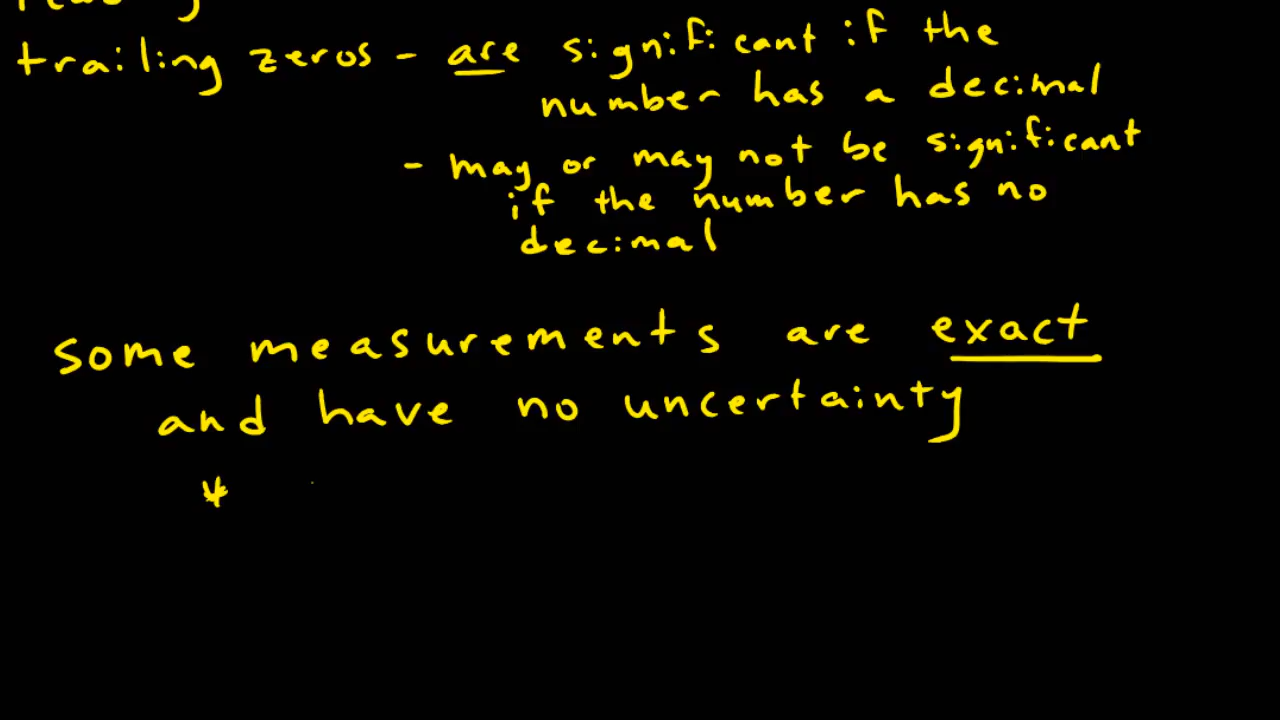 trailing zeros - are significant if the
number has a decimal
- may or may not be significant
if the number has no
decimal
Some measurements are exact
and have no uncertainty
*